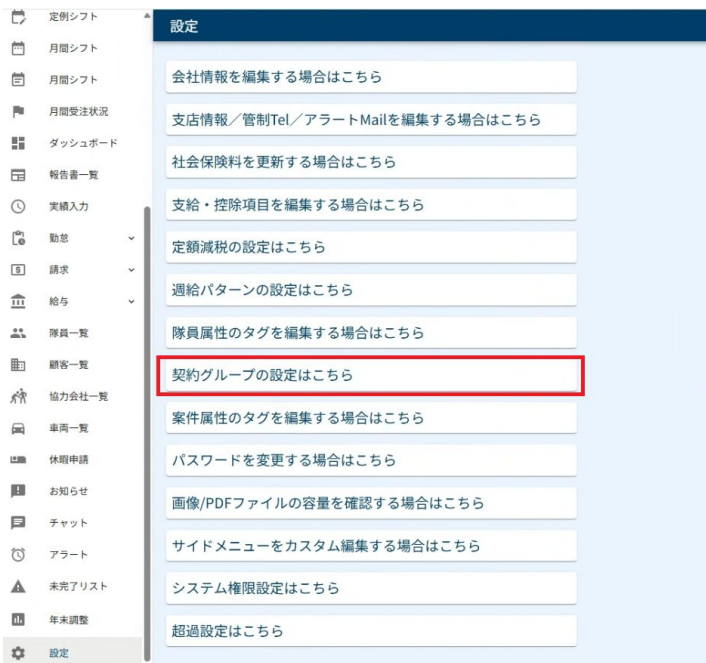 定例シフト
月間シフト
月間シフト
月間受注状況
ダッシュボード
報告書一覧
実績入力
勤怠
請求
給与
隊員一覧
顧客一覧
協力会社一覧
車両一覧
休暇申請
お知らせ
チャット
アラート
未完了リスト
年末調整
設定
設定
会社情報を編集する場合はこちら
支店情報／管制Tel／アラートMailを編集する場合はこちら
社会保険料を更新する場合はこちら
支給・控除項目を編集する場合はこちら
定額減税の設定はこちら
週給パターンの設定はこちら
隊員属性のタグを編集する場合はこちら
契約グループの設定はこちら
案件属性のタグを編集する場合はこちら
パスワードを変更する場合はこちら
画像/PDFファイルの容量を確認する場合はこちら
サイドメニューをカスタム編集する場合はこちら
システム権限設定はこちら
超過設定はこちら